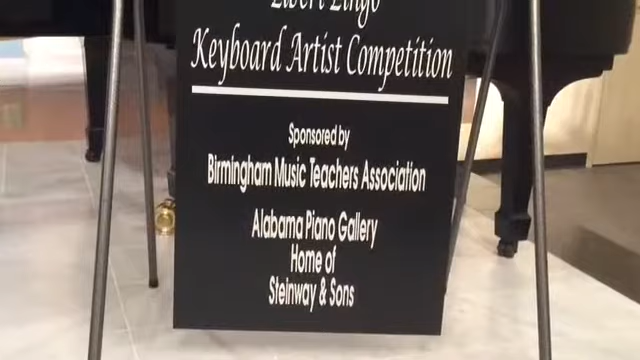 Keyboard Artist Competition
Sponsored by
Birmingham Music Teachers Association
Alabama Piano Gallery
Home of
Steinway & Sons